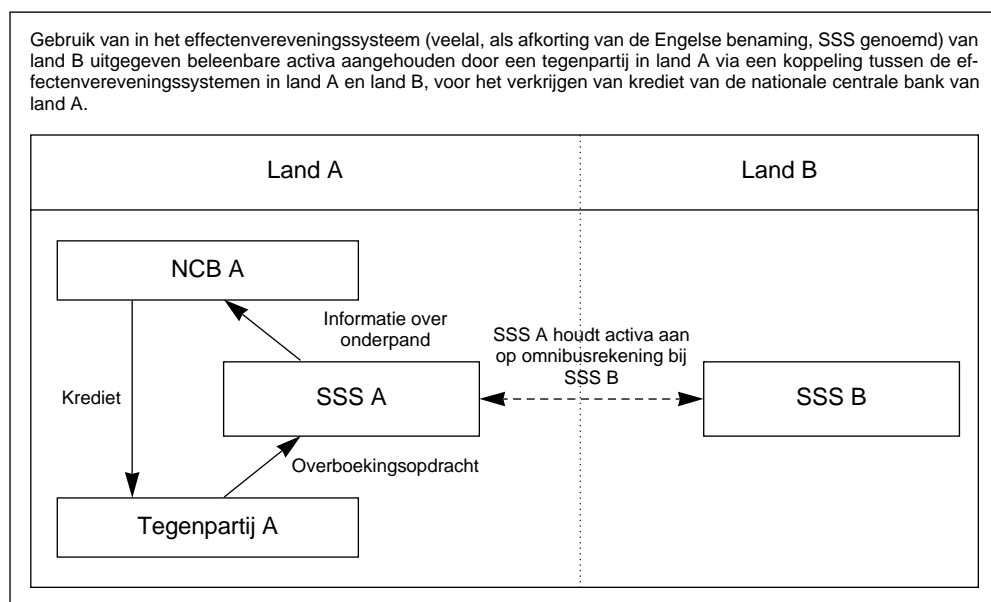 Gebruik van in het effectenvereveningssysteem (veelal, als afkorting van de Engelse benaming, SSS genoemd) van
land B uitgegeven beleenbare activa aangehouden door een tegenpartij in land A via een koppeling tussen de ef-
fectenvereveningssystemen in land A en land B, voor het verkrijgen van krediet van de nationale centrale bank van
land A.
Land A
Land B
NCB A
Informatie over
onderpand
SSS A houdt activa aan
op omnibusrekening bij
SSS B
Krediet
SSS A
SSS B
Overboekingsopdracht
Tegenpartij A